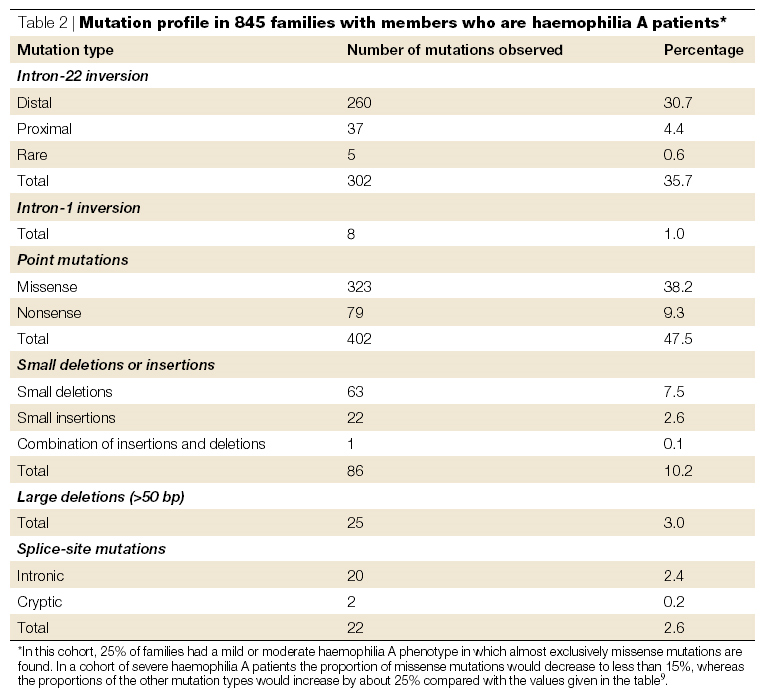 Table 2 | Mutation profile in 845 families with members who are haemophilia A patients*
Mutation type Number of mutations observed Percentage
Intron-22 inversion
Distal 260 30.7
Proximal 37 4.4
Rare 5 0.6
Total 302 35.7
Intron-1 inversion
Total 8 1.0
Point mutations
Missense 323 38.2
Nonsense 79 9.3
Total 402 47.5
Small deletions or insertions
Small deletions 63 7.5
Small insertions 22 2.6
Combination of insertions and deletions 1 0.1
Total 86 10.2
Large deletions (>50 bp)
Total 25 3.0
Splice-site mutations
Intronic 20 2.4
Cryptic 2 0.2
Total 22 2.6
*In this cohort, 25% of families had a mild or moderate haemophilia A phenotype in which almost exclusively missense mutations are
found. In a cohort of severe haemophilia A patients the proportion of missense mutations would decrease to less than 15%, whereas
the proportions of the other mutation types would increase by about 25% compared with the values given in the table⁹.